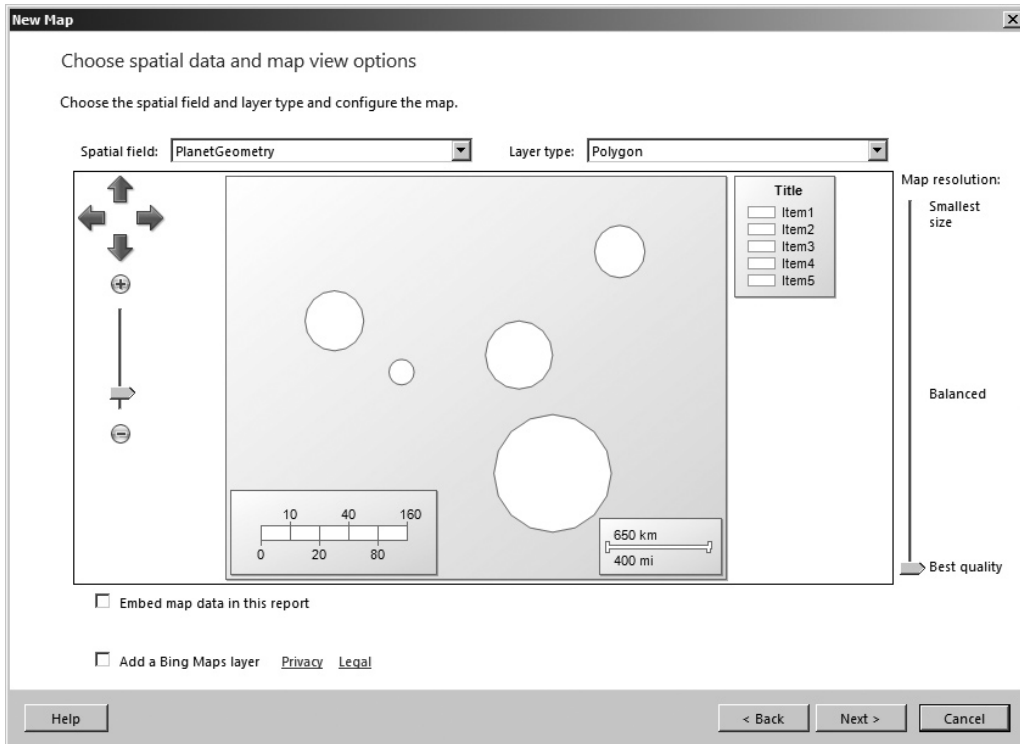 New Map
Choose spatial data and map view options
Choose the spatial field and layer type and configure the map.
Spatial field: PlanetGeometry Layer type: Polygon
Map resolution:
Smallest
size
Balanced
Best quality
Title
Item1
Item2
Item3
Item4
Item5
10 40 160
0 20 80
650 km
400 mi
Embed map data in this report
Add a Bing Maps layer Privacy Legal
Help < Back Next > Cancel